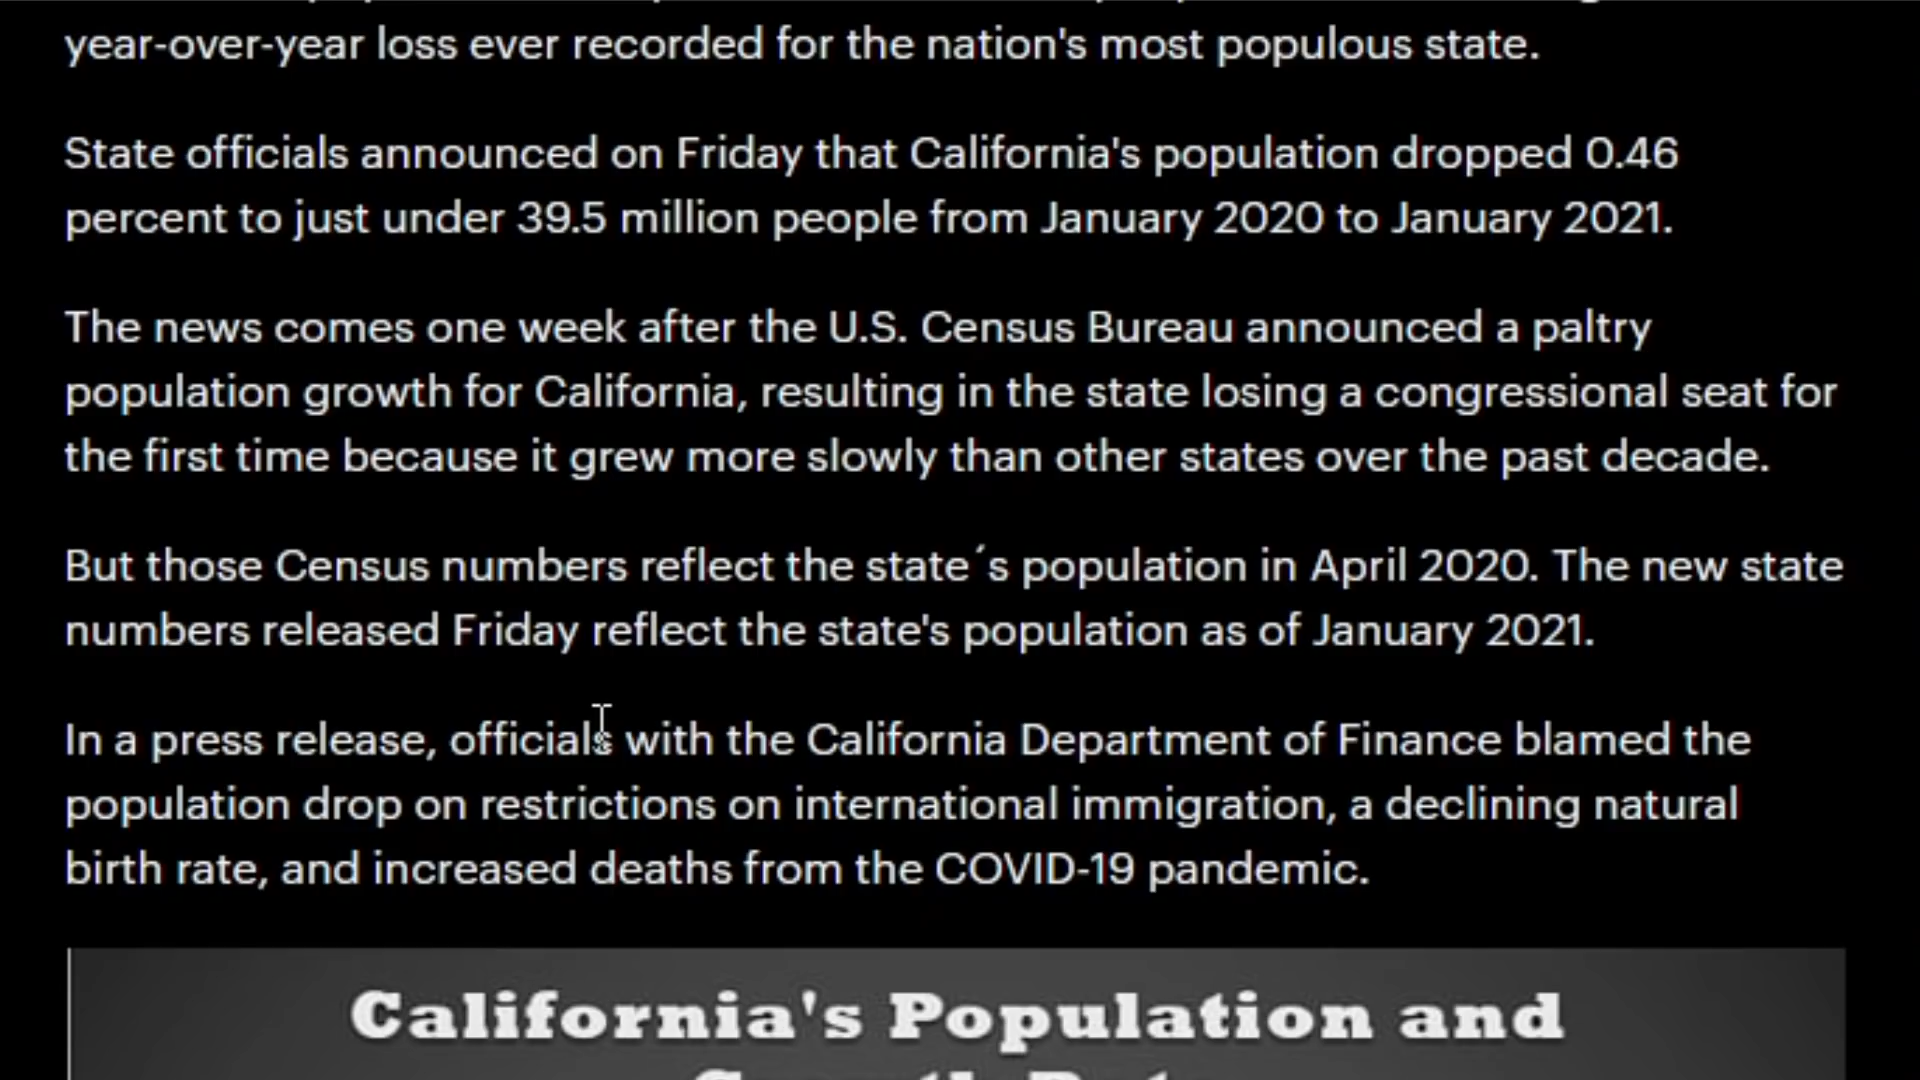 year-over-year loss ever recorded for the nation's most populous state.
State officials announced on Friday that California's population dropped 0.46
percent to just under 39.5 million people from January 2020 to January 2021.
The news comes one week after the U.S. Census Bureau announced a paltry
population growth for California, resulting in the state losing a congressional seat for
the first time because it grew more slowly than other states over the past decade.
But those Census numbers reflect the state´s population in April 2020. The new state
numbers released Friday reflect the state's population as of January 2021.
In a press release, officials with the California Department of Finance blamed the
population drop on restrictions on international immigration, a declining natural
birth rate, and increased deaths from the COVID-19 pandemic.
California's Population and